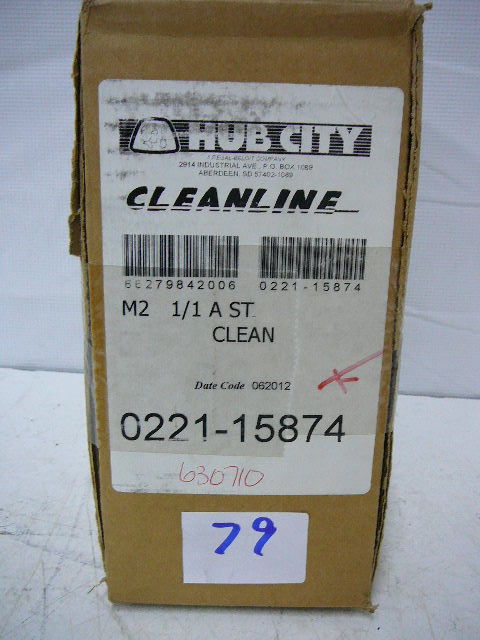 HUB CITY
A REGAL-BELOIT COMPANY
2914 INDUSTRIAL AVE., P.O. BOX 1089
ABERDEEN, SD 57402-1089
CLEANLINE
66279842006 0221-15874
M2 1/1 A ST.
CLEAN
Date Code 062012
0221-15874
630710
79